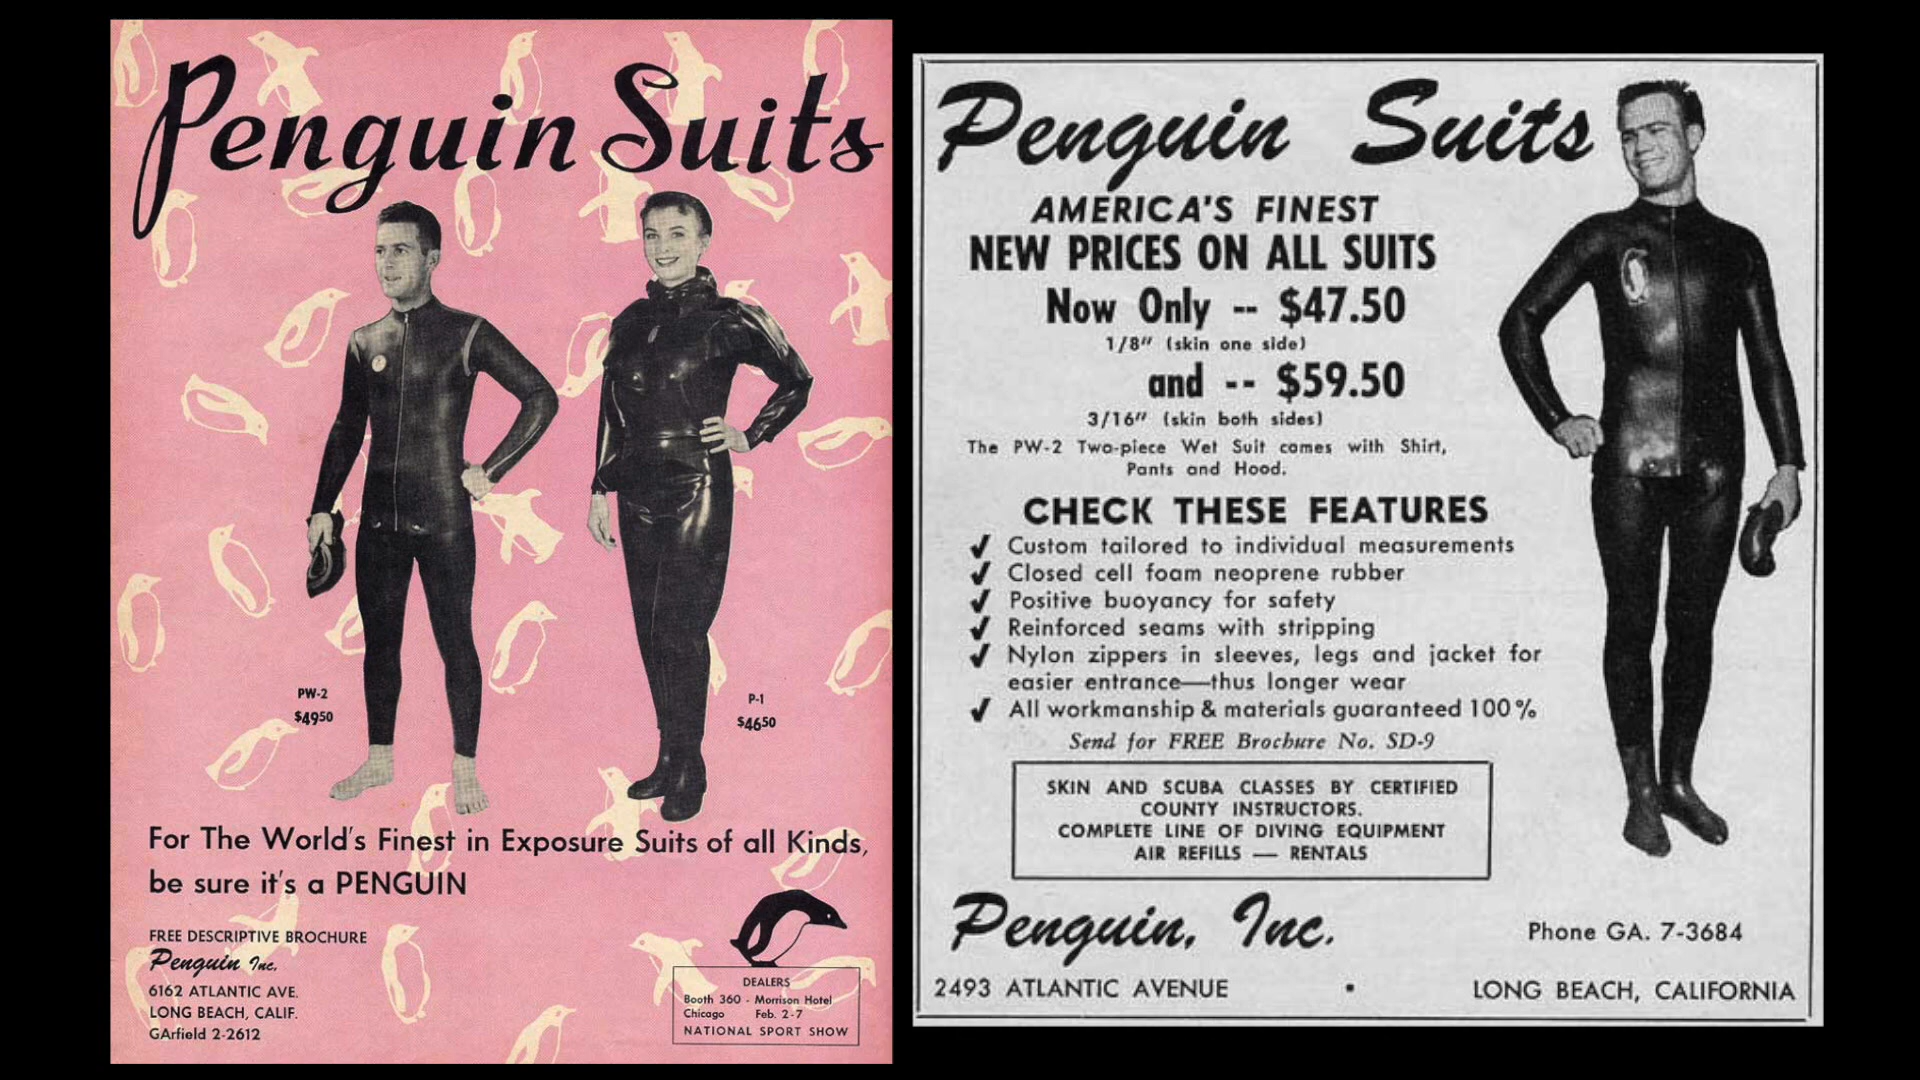 Penguin Suits
PW-2
$49.50
P-1
$46.50
For The World's Finest in Exposure Suits of all Kinds,
be sure it's a PENGUIN
FREE DESCRIPTIVE BROCHURE
Penguin Inc.
6162 ATLANTIC AVE.
LONG BEACH, CALIF.
GArfield 2-2612
DEALERS
Booth 360 - Morrison Hotel
Chicago Feb. 2-7
NATIONAL SPORT SHOW
Penguin Suits
AMERICA'S FINEST
NEW PRICES ON ALL SUITS
Now Only -- $47.50
1/8" (skin one side)
and -- $59.50
3/16" (skin both sides)
The PW-2 Two-piece Wet Suit comes with Shirt,
Pants and Hood.
CHECK THESE FEATURES
✓ Custom tailored to individual measurements
✓ Closed cell foam neoprene rubber
✓ Positive buoyancy for safety
✓ Reinforced seams with stripping
✓ Nylon zippers in sleeves, legs and jacket for
easier entrance—thus longer wear
✓ All workmanship & materials guaranteed 100%
Send for FREE Brochure No. SD-9
SKIN AND SCUBA CLASSES BY CERTIFIED
COUNTY INSTRUCTORS.
COMPLETE LINE OF DIVING EQUIPMENT
AIR REFILLS — RENTALS
Penguin, Inc.
Phone GA. 7-3684
2493 ATLANTIC AVENUE • LONG BEACH, CALIFORNIA